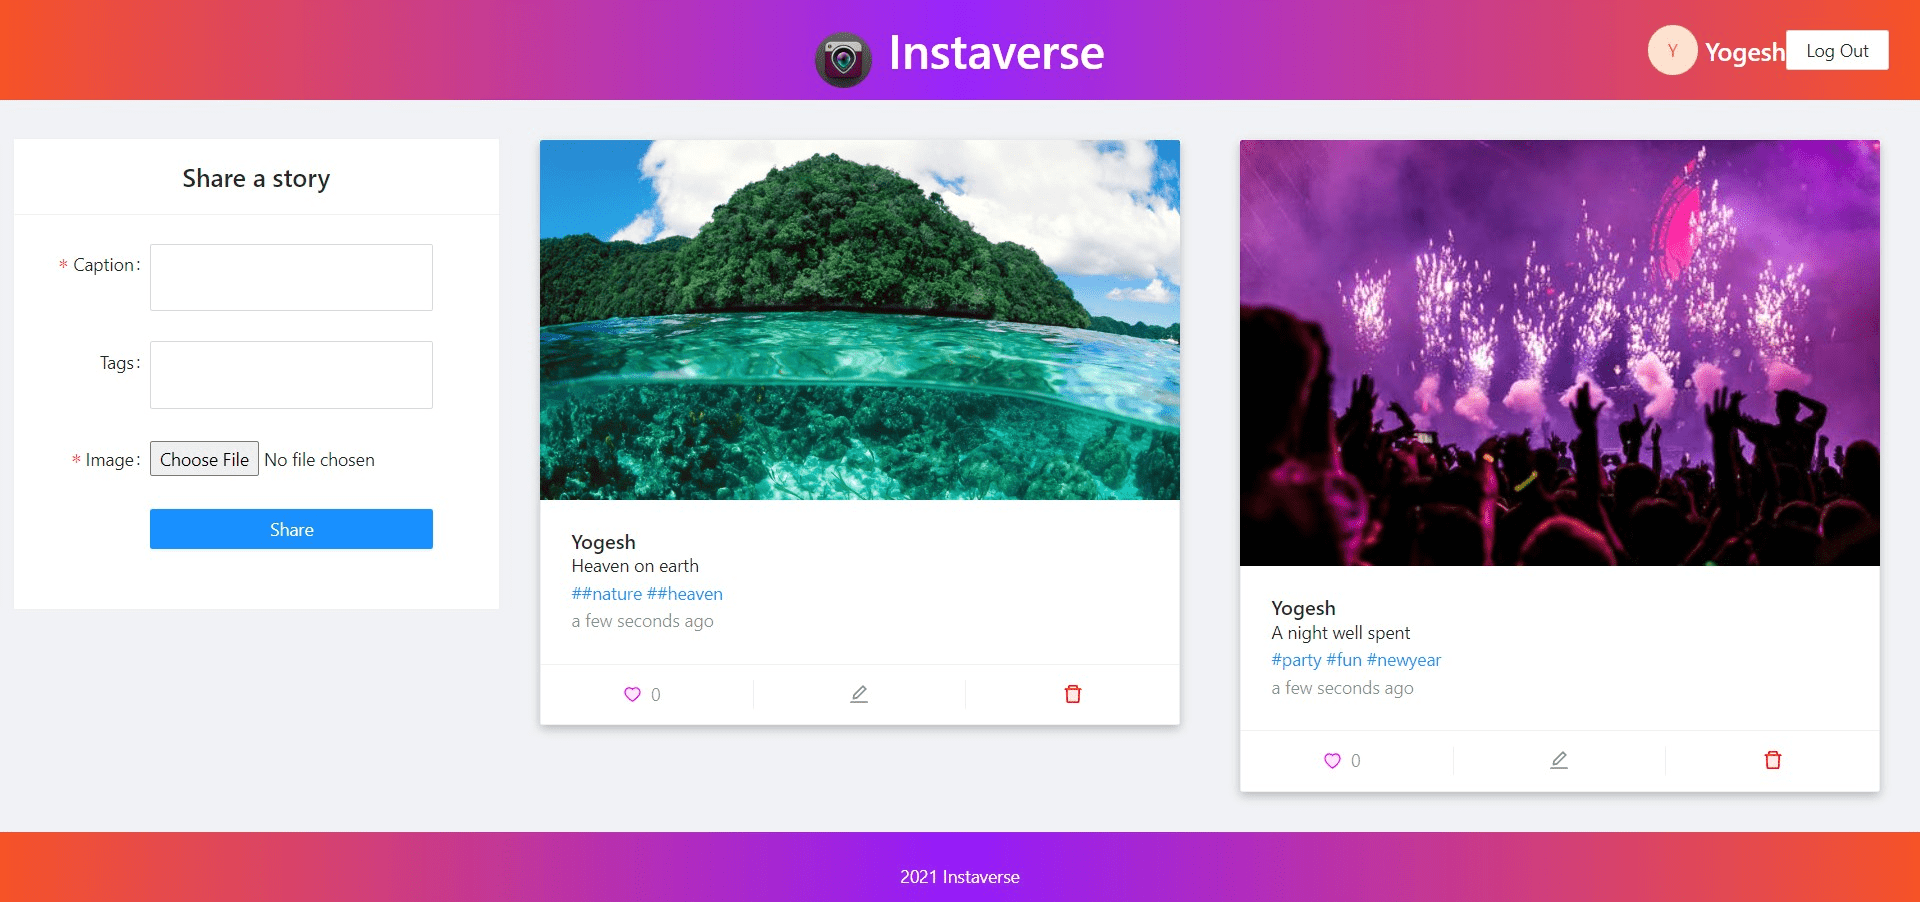 Instaverse
Y Yogesh Log Out
Share a story
* Caption:
Tags:
* Image: Choose File No file chosen
Share
Yogesh
Heaven on earth
##nature ##heaven
a few seconds ago
0
Yogesh
A night well spent
#party #fun #newyear
a few seconds ago
0
2021 Instaverse